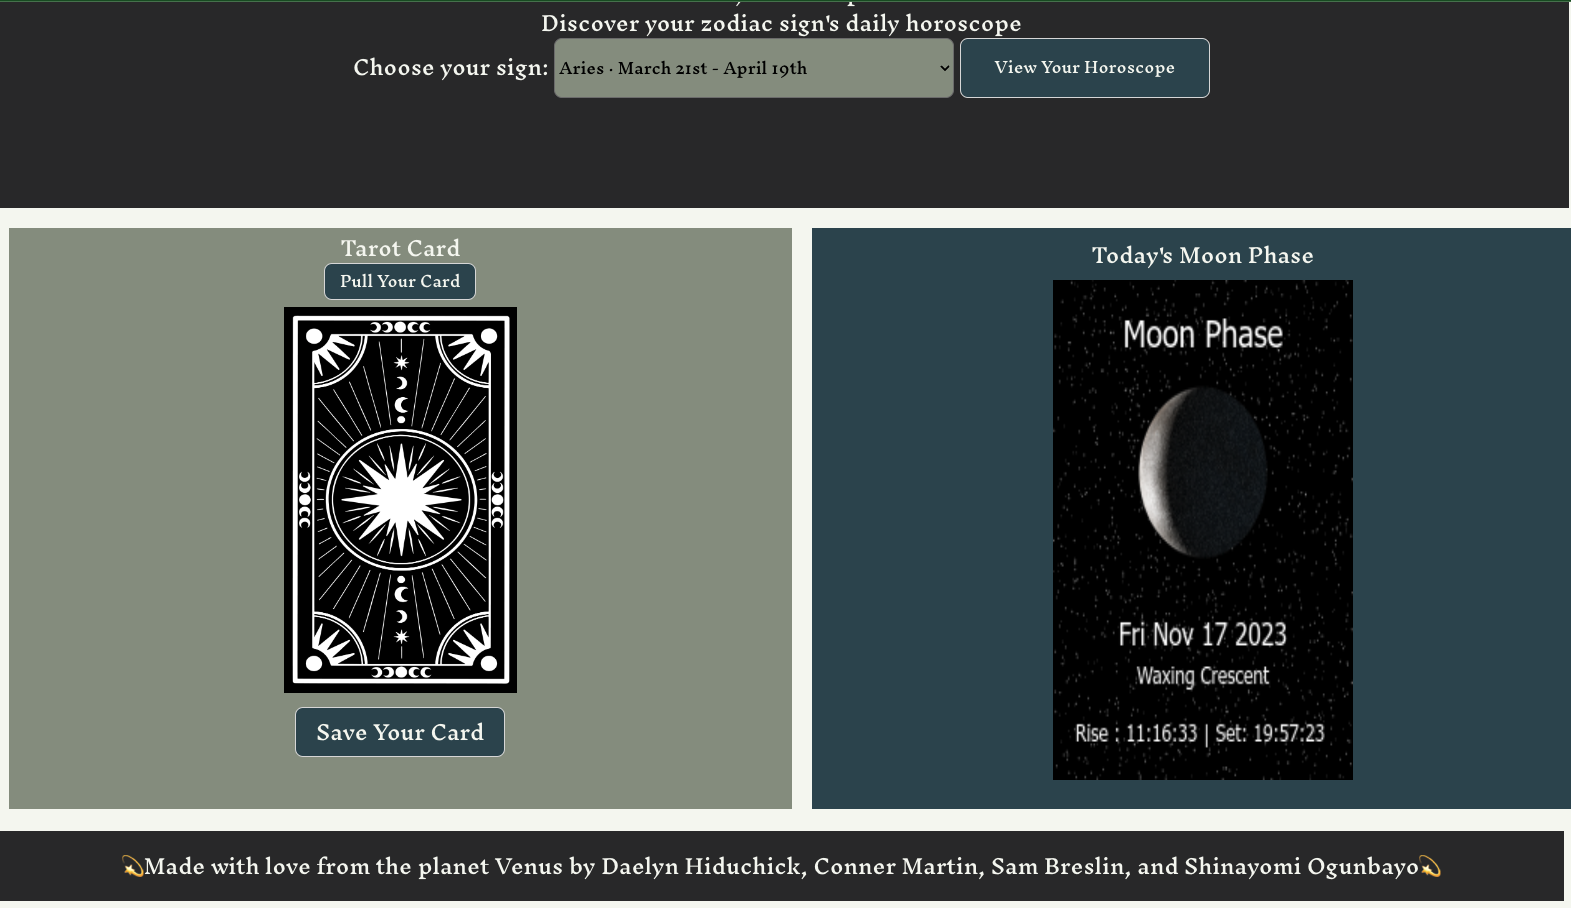 Discover your zodiac sign's daily horoscope
Choose your sign: Aries · March 21st - April 19th View Your Horoscope
Tarot Card
Pull Your Card
Save Your Card
Today's Moon Phase
Moon Phase
Fri Nov 17 2023
Waxing Crescent
Rise : 11:16:33 | Set: 19:57:23
💫Made with love from the planet Venus by Daelyn Hiduchick, Conner Martin, Sam Breslin, and Shinayomi Ogunbayo💫